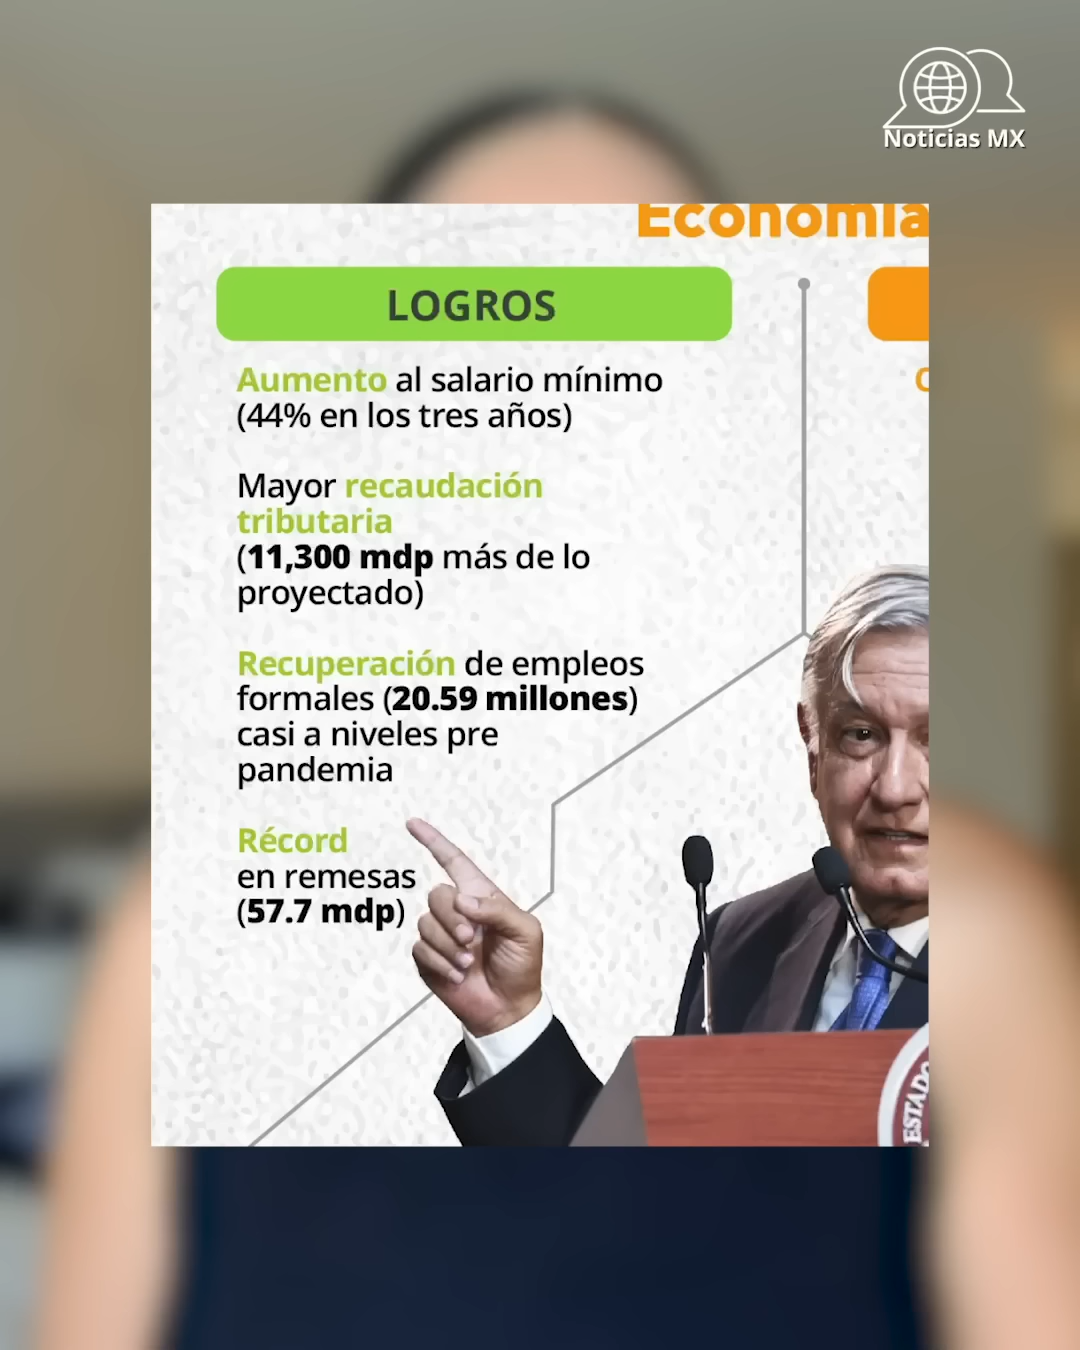 Noticias MX
Economía
LOGROS
Aumento al salario mínimo
(44% en los tres años)
Mayor recaudación
tributaria
(11,300 mdp más de lo
proyectado)
Recuperación de empleos
formales (20.59 millones)
casi a niveles pre
pandemia
Récord
en remesas
(57.7 mdp)
ESTADO